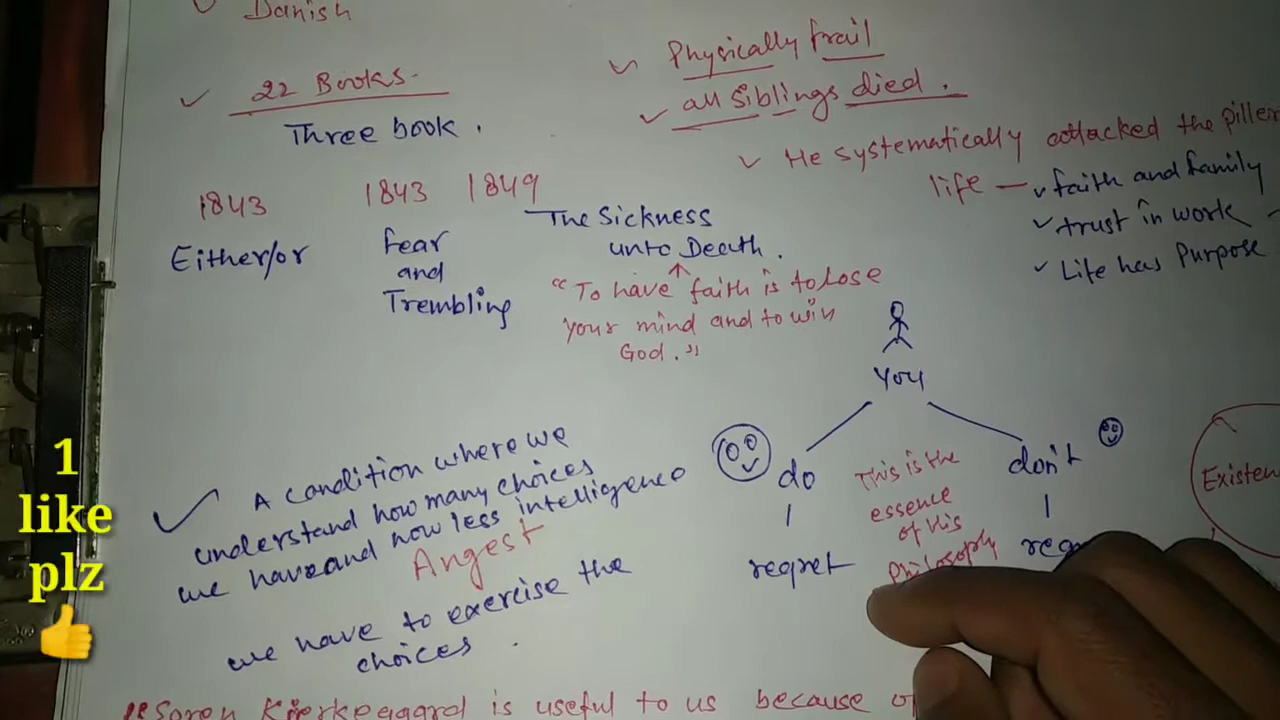 Danish
22 Books.
Three book.
1843
Either/or
1843
Fear
and
Trembling
1849
The Sickness
unto Death.
"To have faith is to lose
your mind and to win
God."
Physically frail
all siblings died.
He systematically attacked the piller
life — faith and family
trust in work
Life has Purpose
You
do
don't
regret
This is the
essence
of His
Philosophy
Existen
A condition where we
understand how many choices
we have and how less intelligence
Angest
we have to exercise the
choices.
"Soren Kierkeaggrd is useful to us because of
1
like
plz